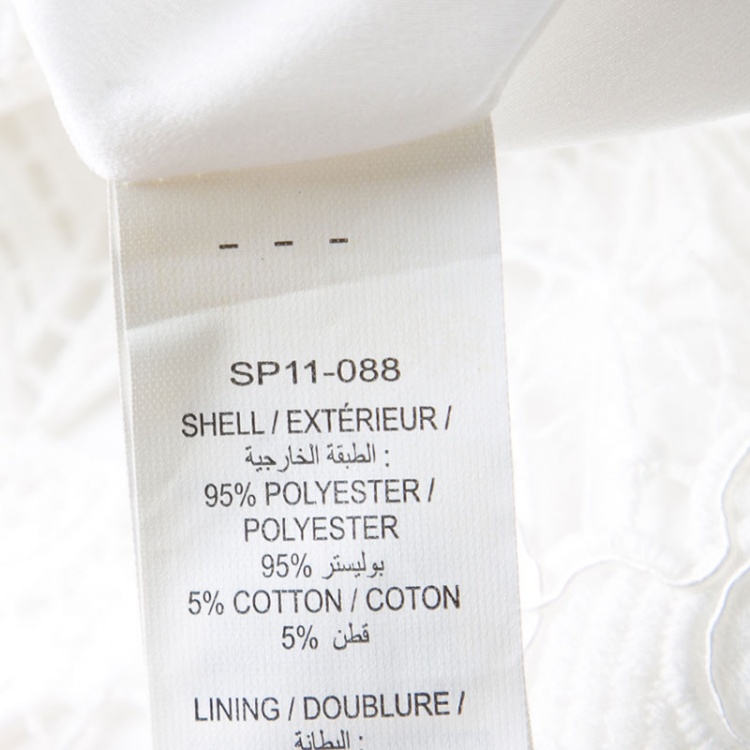 - - -
SP11-088
SHELL / EXTÉRIEUR /
الطبقة الخارجية :
95% POLYESTER /
POLYESTER
بوليستر 95%
5% COTTON / COTON
قطن 5%
LINING / DOUBLURE /
البطانة :